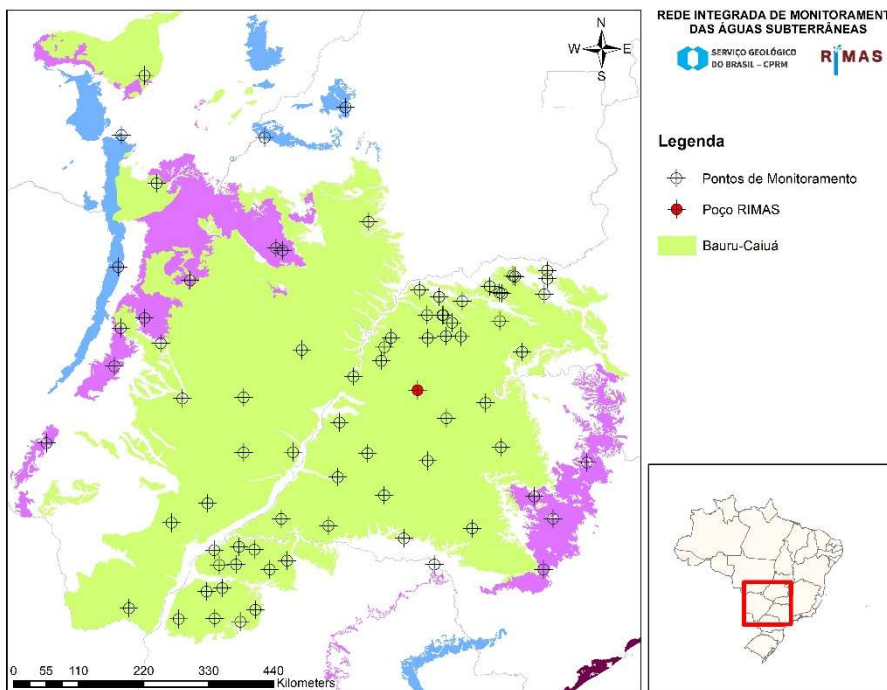 REDE INTEGRADA DE MONITORAMENT
DAS ÁGUAS SUBTERRÂNEAS
SERVIÇO GEOLÓGICO
DO BRASIL – CPRM
RIMAS
N
W E
S
Legenda
Pontos de Monitoramento
Poço RIMAS
Bauru-Caiuá
0 55 110 220 330 440
Kilometers